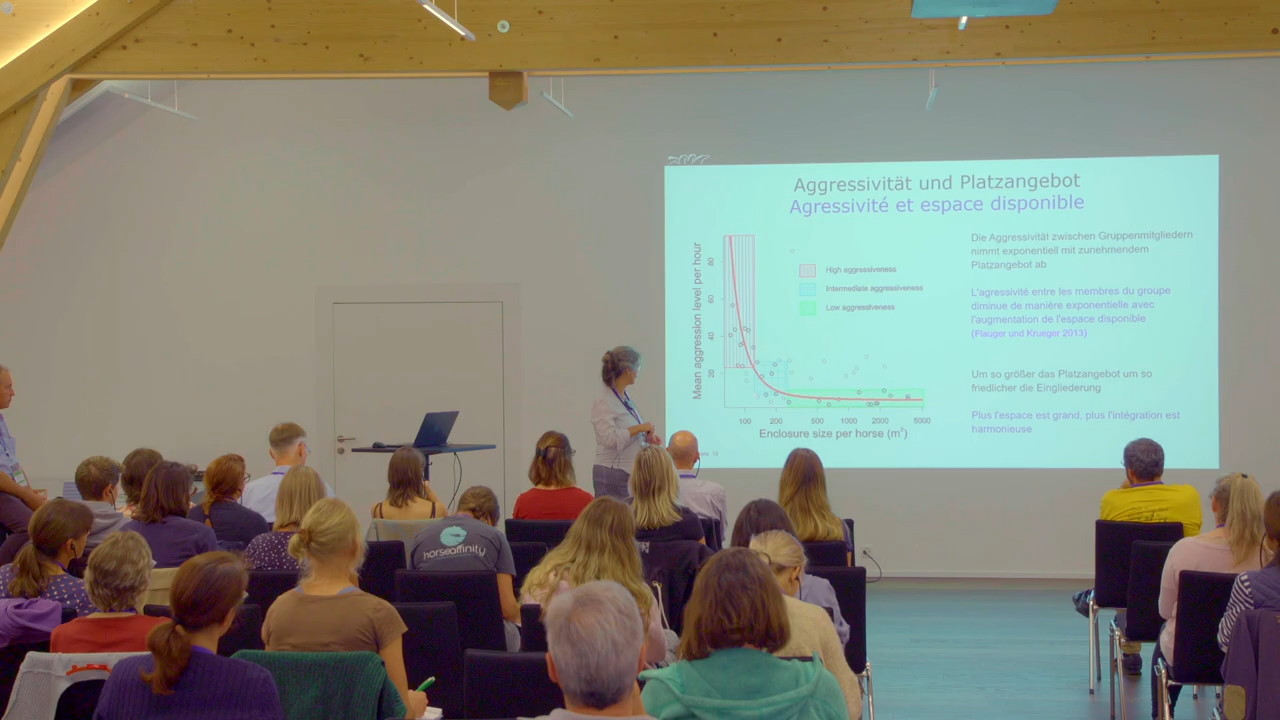 Aggressivität und Platzangebot
Agressivité et espace disponible
Mean aggression level per hour
80
60
40
20
High aggressiveness
Intermediate aggressiveness
Low aggressiveness
100 200 500 1000 2000 5000
Enclosure size per horse (m²)
Die Aggressivität zwischen Gruppenmitgliedern
nimmt exponentiell mit zunehmendem
Platzangebot ab
L'agressivité entre les membres du groupe
diminue de manière exponentielle avec
l'augmentation de l'espace disponible
(Flauger und Krueger 2013)
Um so größer das Platzangebot um so
friedlicher die Eingliederung
Plus l'espace est grand, plus l'intégration est
harmonieuse
horseaffinity